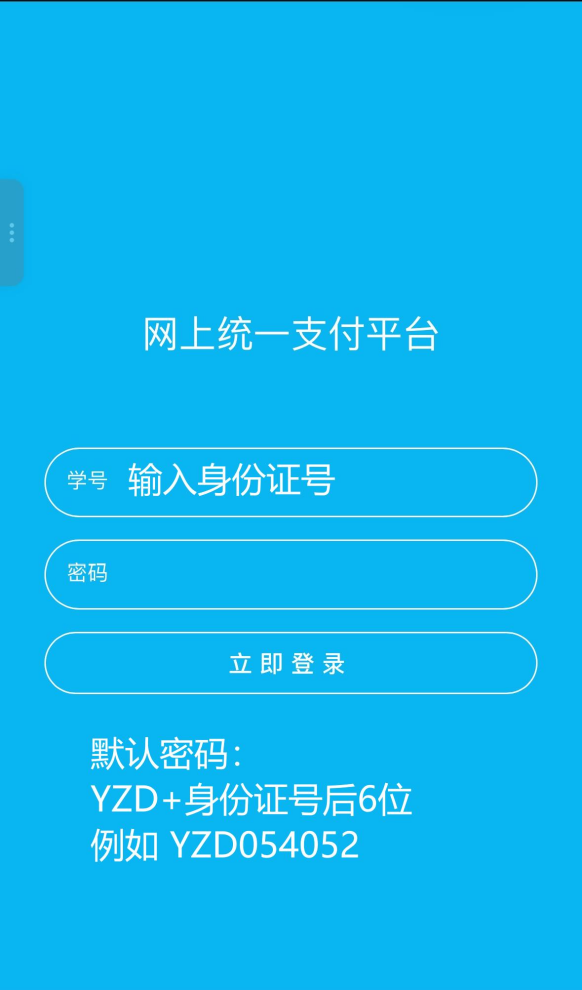 网上统一支付平台
学号 输入身份证号
密码
立即登录
默认密码：
YZD+身份证号后6位
例如 YZD054052